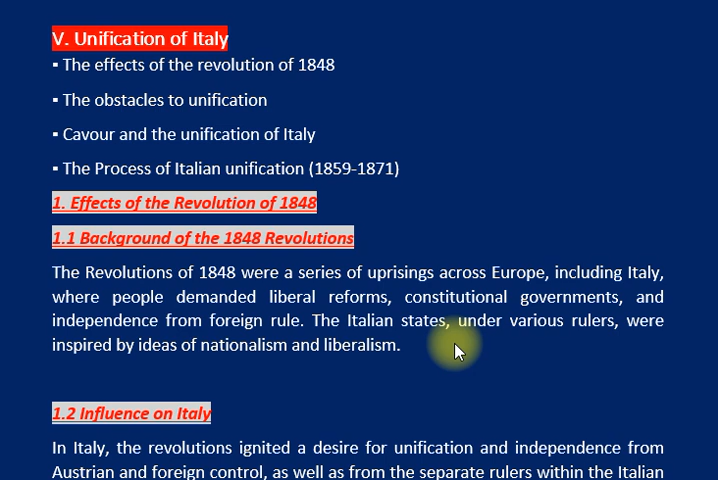 V. Unification of Italy
▪ The effects of the revolution of 1848
▪ The obstacles to unification
▪ Cavour and the unification of Italy
▪ The Process of Italian unification (1859-1871)
1. Effects of the Revolution of 1848
1.1 Background of the 1848 Revolutions
The Revolutions of 1848 were a series of uprisings across Europe, including Italy,
where people demanded liberal reforms, constitutional governments, and
independence from foreign rule. The Italian states, under various rulers, were
inspired by ideas of nationalism and liberalism.
1.2 Influence on Italy
In Italy, the revolutions ignited a desire for unification and independence from
Austrian and foreign control, as well as from the separate rulers within the Italian